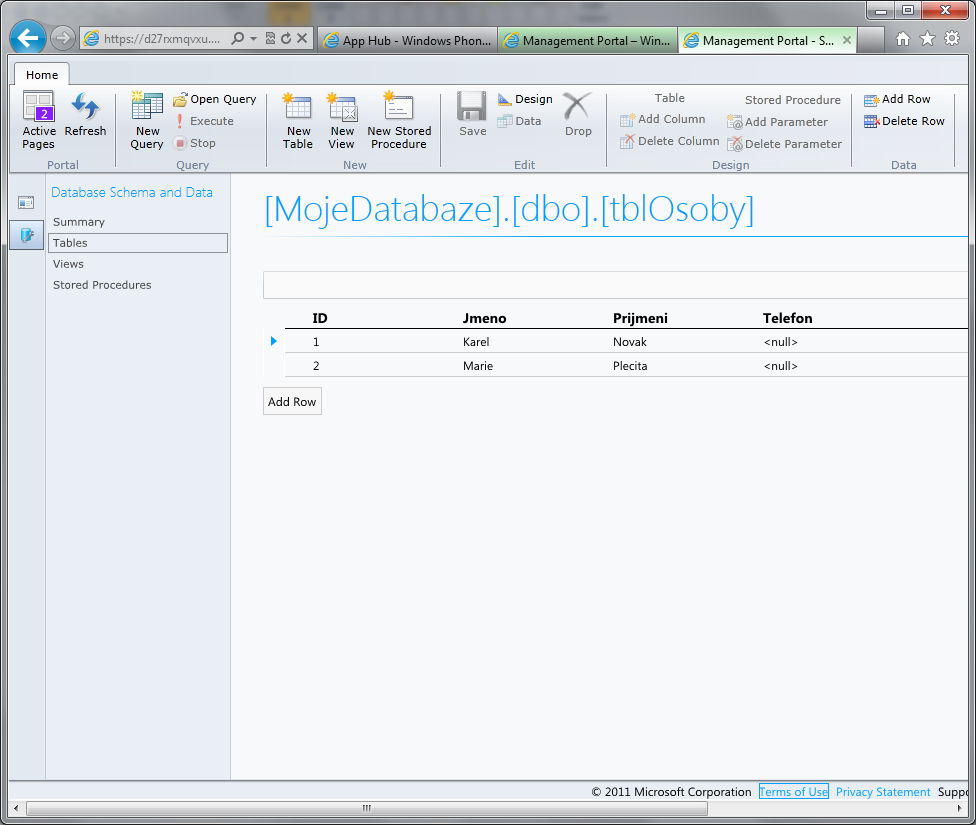 https://d27rxmqvxu....
App Hub - Windows Phon...
Management Portal – Win...
Management Portal - S...
Home
Active Pages
2
Refresh
Portal
New Query
Open Query
Execute
Stop
Query
New Table
New View
New Stored Procedure
New
Save
Design
Data
Drop
Edit
Table
Add Column
Delete Column
Stored Procedure
Add Parameter
Delete Parameter
Design
Add Row
Delete Row
Data
Database Schema and Data
Summary
Tables
Views
Stored Procedures
[MojeDatabaze].[dbo].[tblOsoby]
ID Jmeno Prijmeni Telefon
1 Karel Novak <null>
2 Marie Plecita <null>
Add Row
© 2011 Microsoft Corporation Terms of Use Privacy Statement Suppo